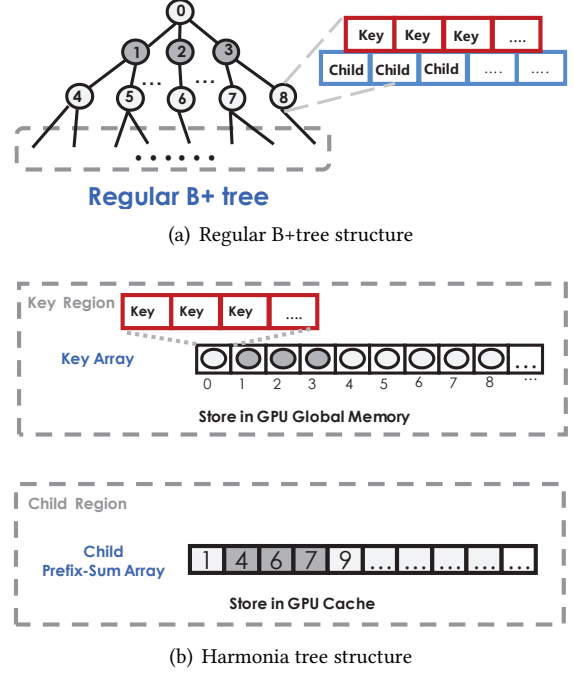 0
Key Key Key ....
1 2 3
Child Child Child .... ....
... ...
4 5 6 7 8
......
Regular B+ tree
(a) Regular B+tree structure
Key Region
Key Key Key ....
Key Array
...
0 1 2 3 4 5 6 7 8 ...
Store in GPU Global Memory
Child Region
Child
Prefix-Sum Array
1 4 6 7 9 ... ... ... ... ...
Store in GPU Cache
(b) Harmonia tree structure